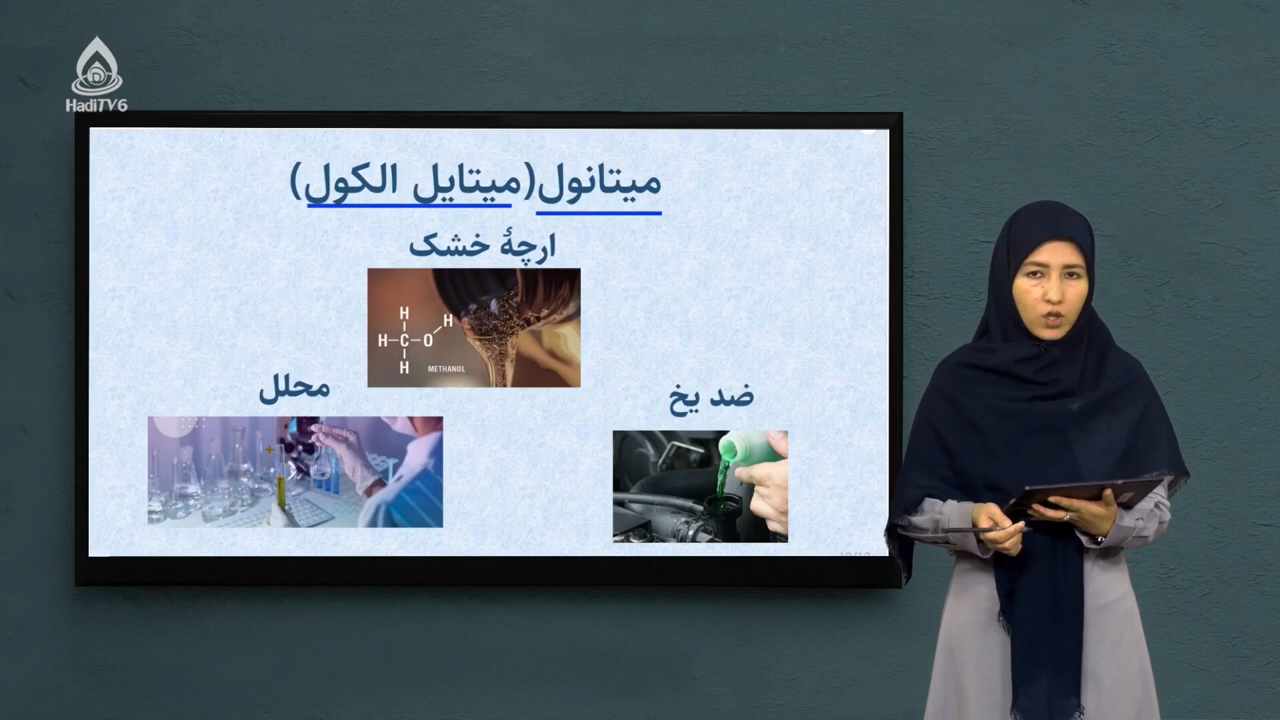 HadiTV6
میتانول(میتایل الکول)
ارچهٔ خشک
H
H
H-C-O
H
METHANOL
محلل
ضد یخ